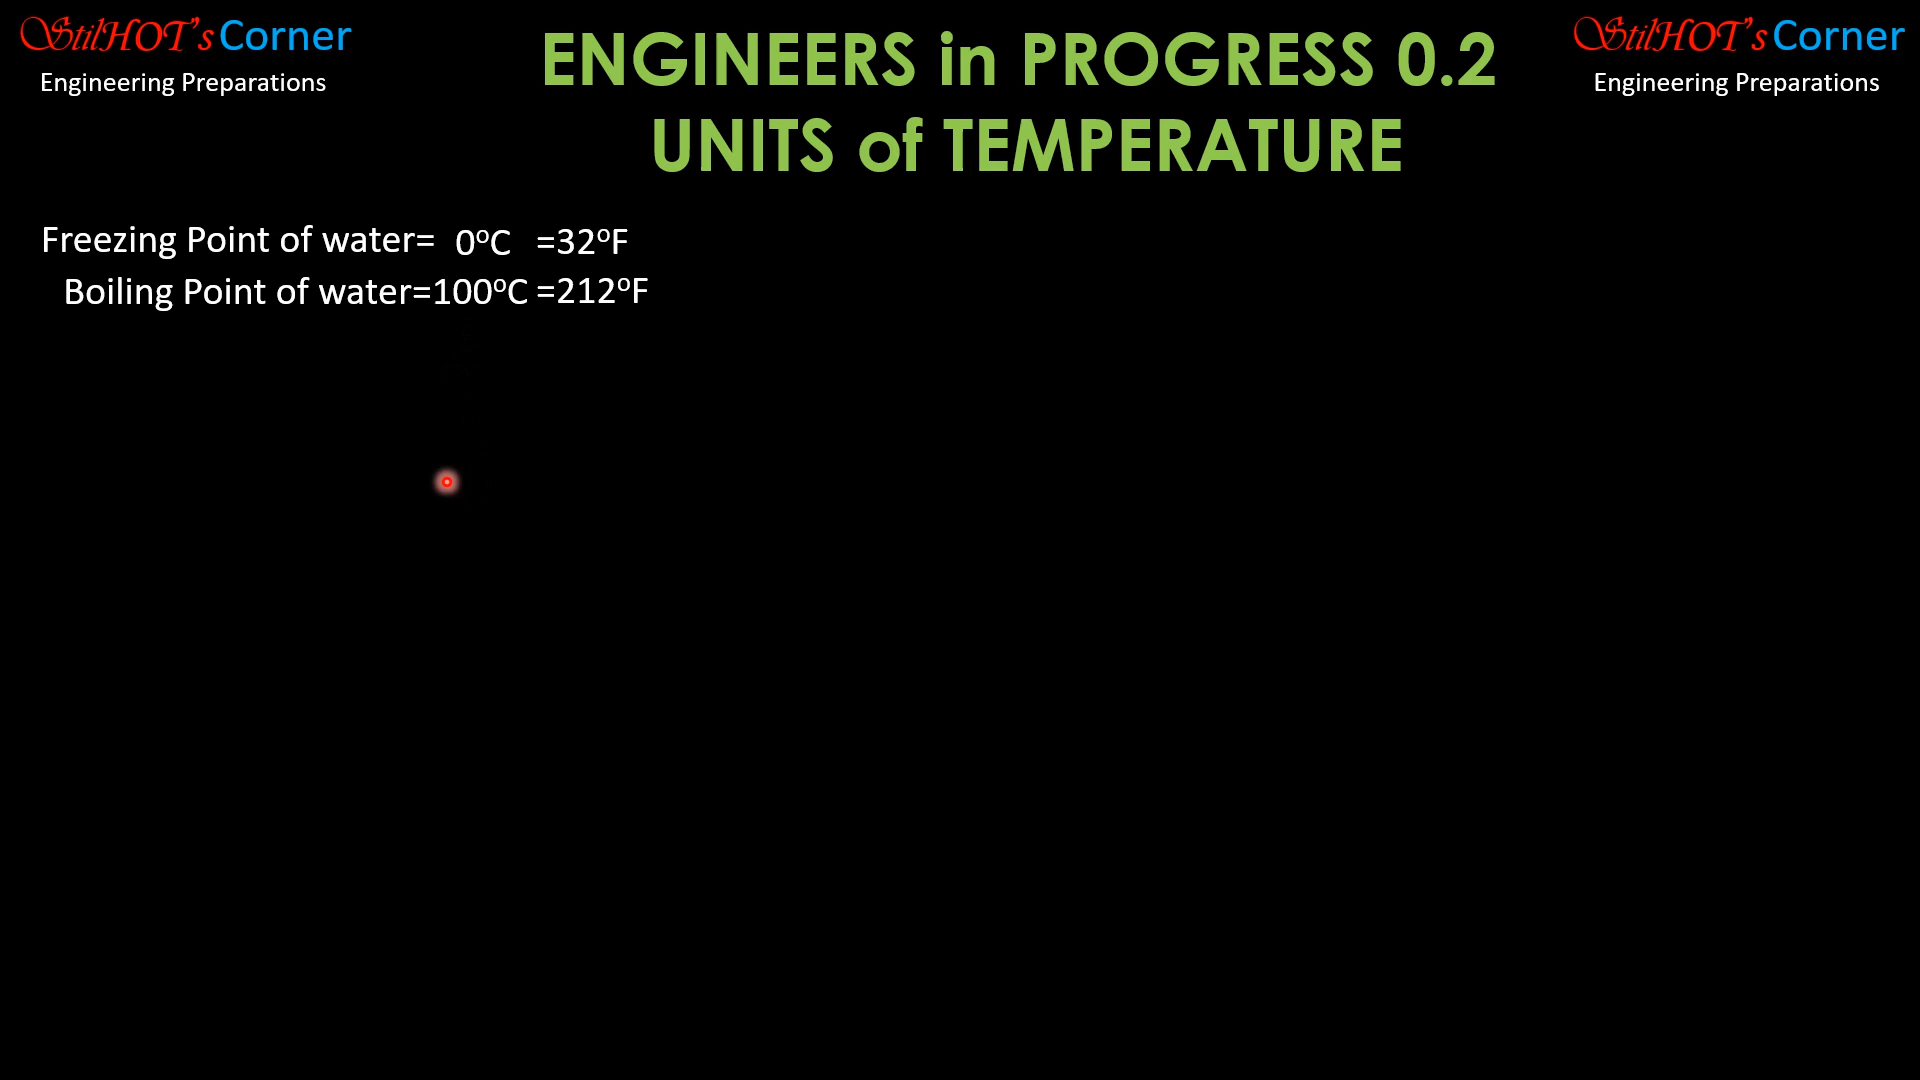 StilHOT's Corner
Engineering Preparations
ENGINEERS in PROGRESS 0.2
UNITS of TEMPERATURE
StilHOT's Corner
Engineering Preparations
Freezing Point of water= 0ºC =32ºF
Boiling Point of water=100ºC =212ºF